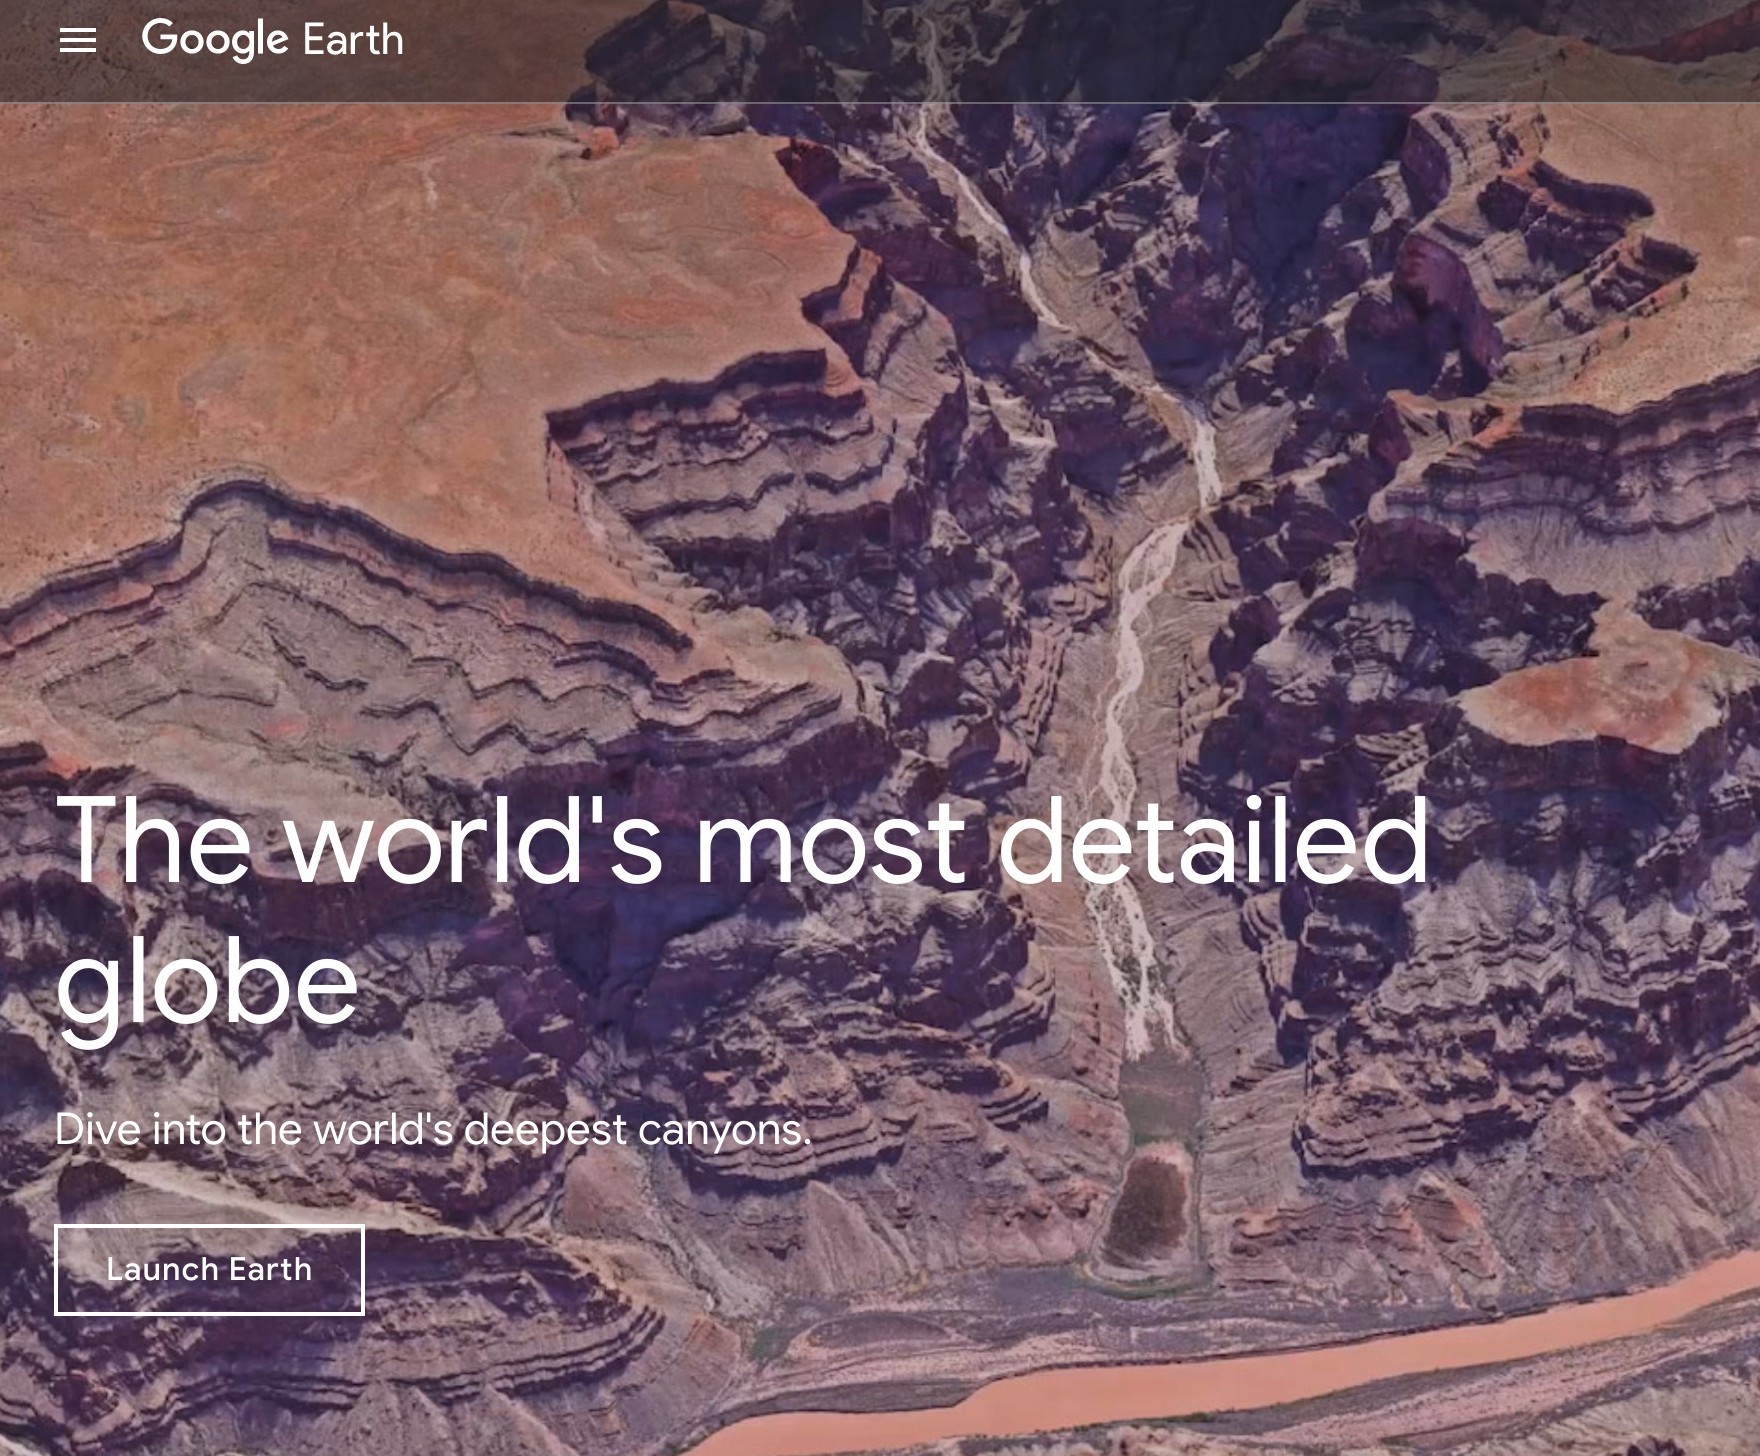 Google Earth
The world's most detailed
globe
Dive into the world's deepest canyons.
Launch Earth